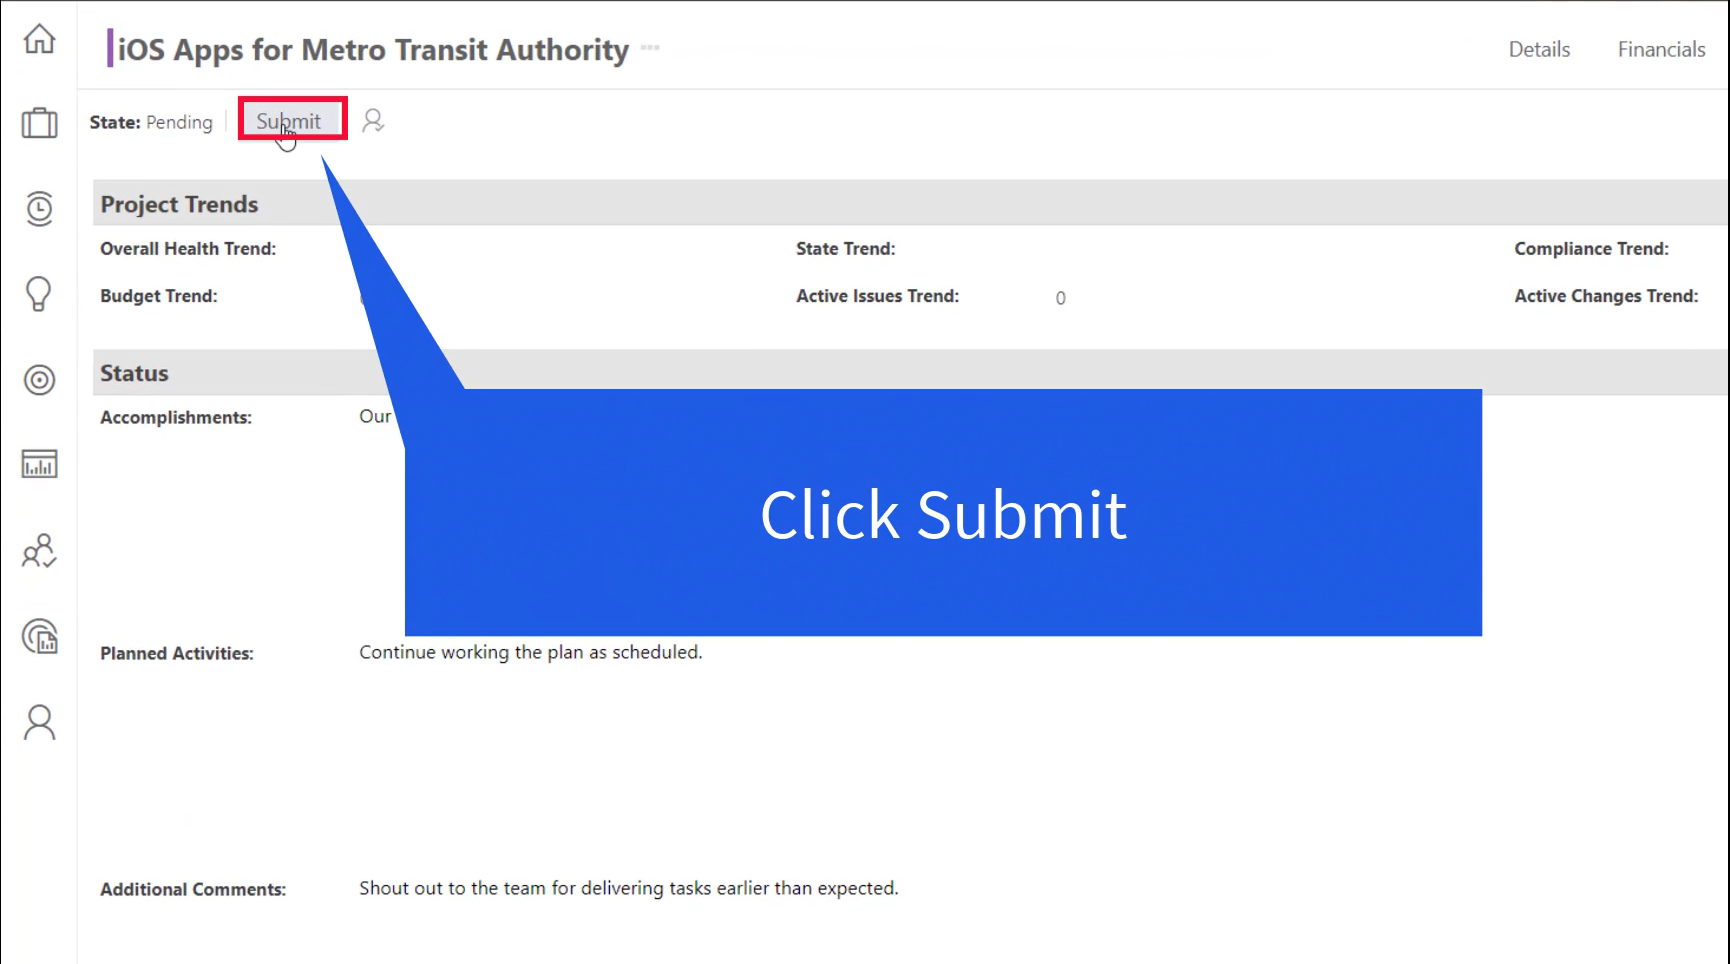 iOS Apps for Metro Transit Authority
Details
Financials
State: Pending
Submit
Project Trends
Overall Health Trend:
State Trend:
Compliance Trend:
Budget Trend:
Active Issues Trend: 0
Active Changes Trend:
Status
Accomplishments: Our
Click Submit
Planned Activities: Continue working the plan as scheduled.
Additional Comments: Shout out to the team for delivering tasks earlier than expected.